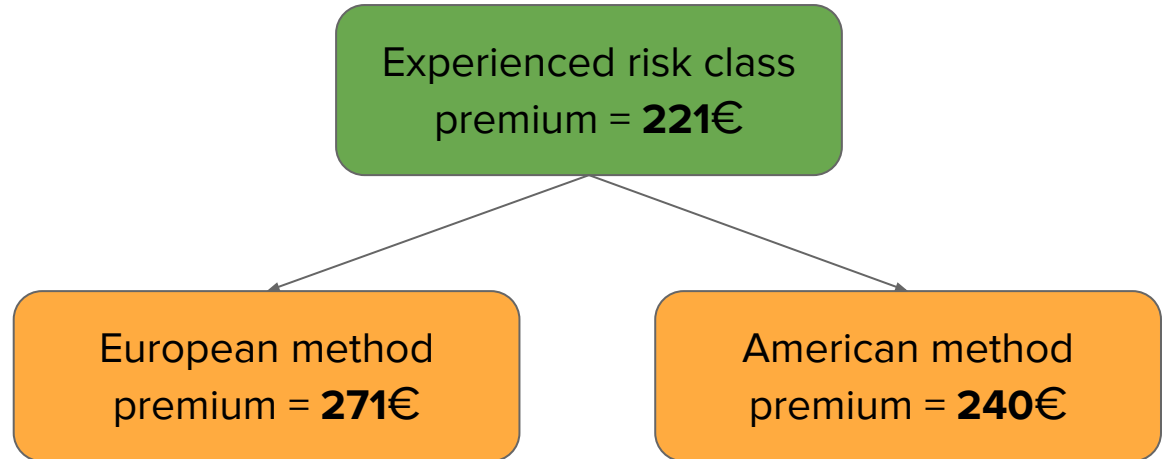 Experienced risk class
premium = 221€
European method
premium = 271€
American method
premium = 240€